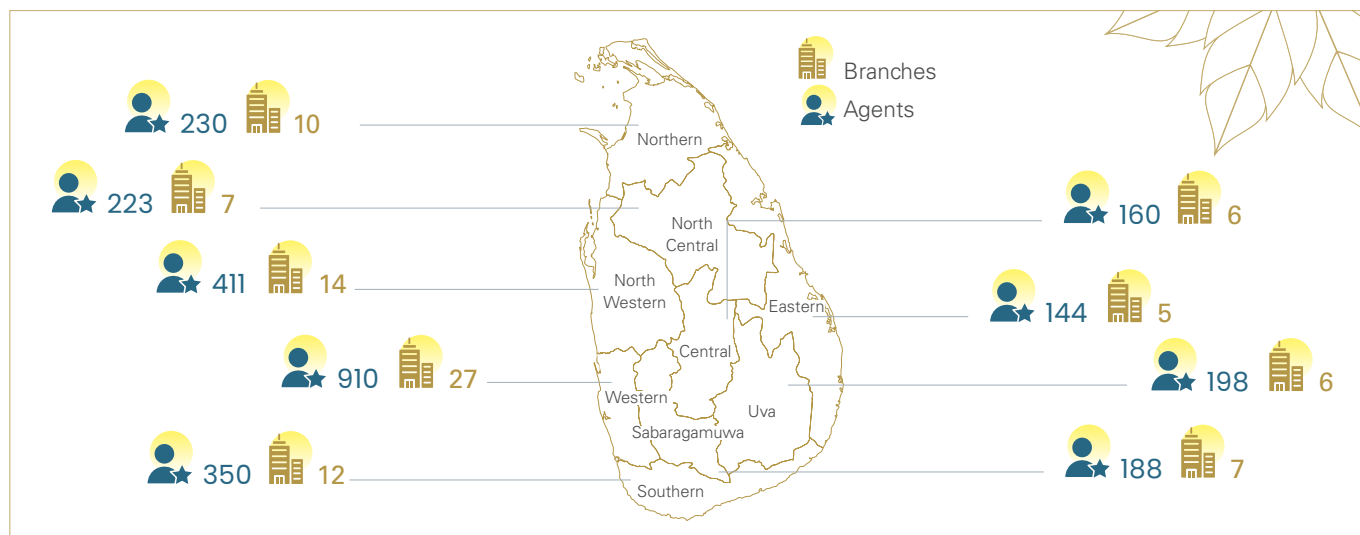 Branches
Agents
230 10
Northern
223 7
160 6
North
Central
411 14
North
Western
Eastern
144 5
Central
910 27
198 6
Western
Uva
Sabaragamuwa
350 12
188 7
Southern